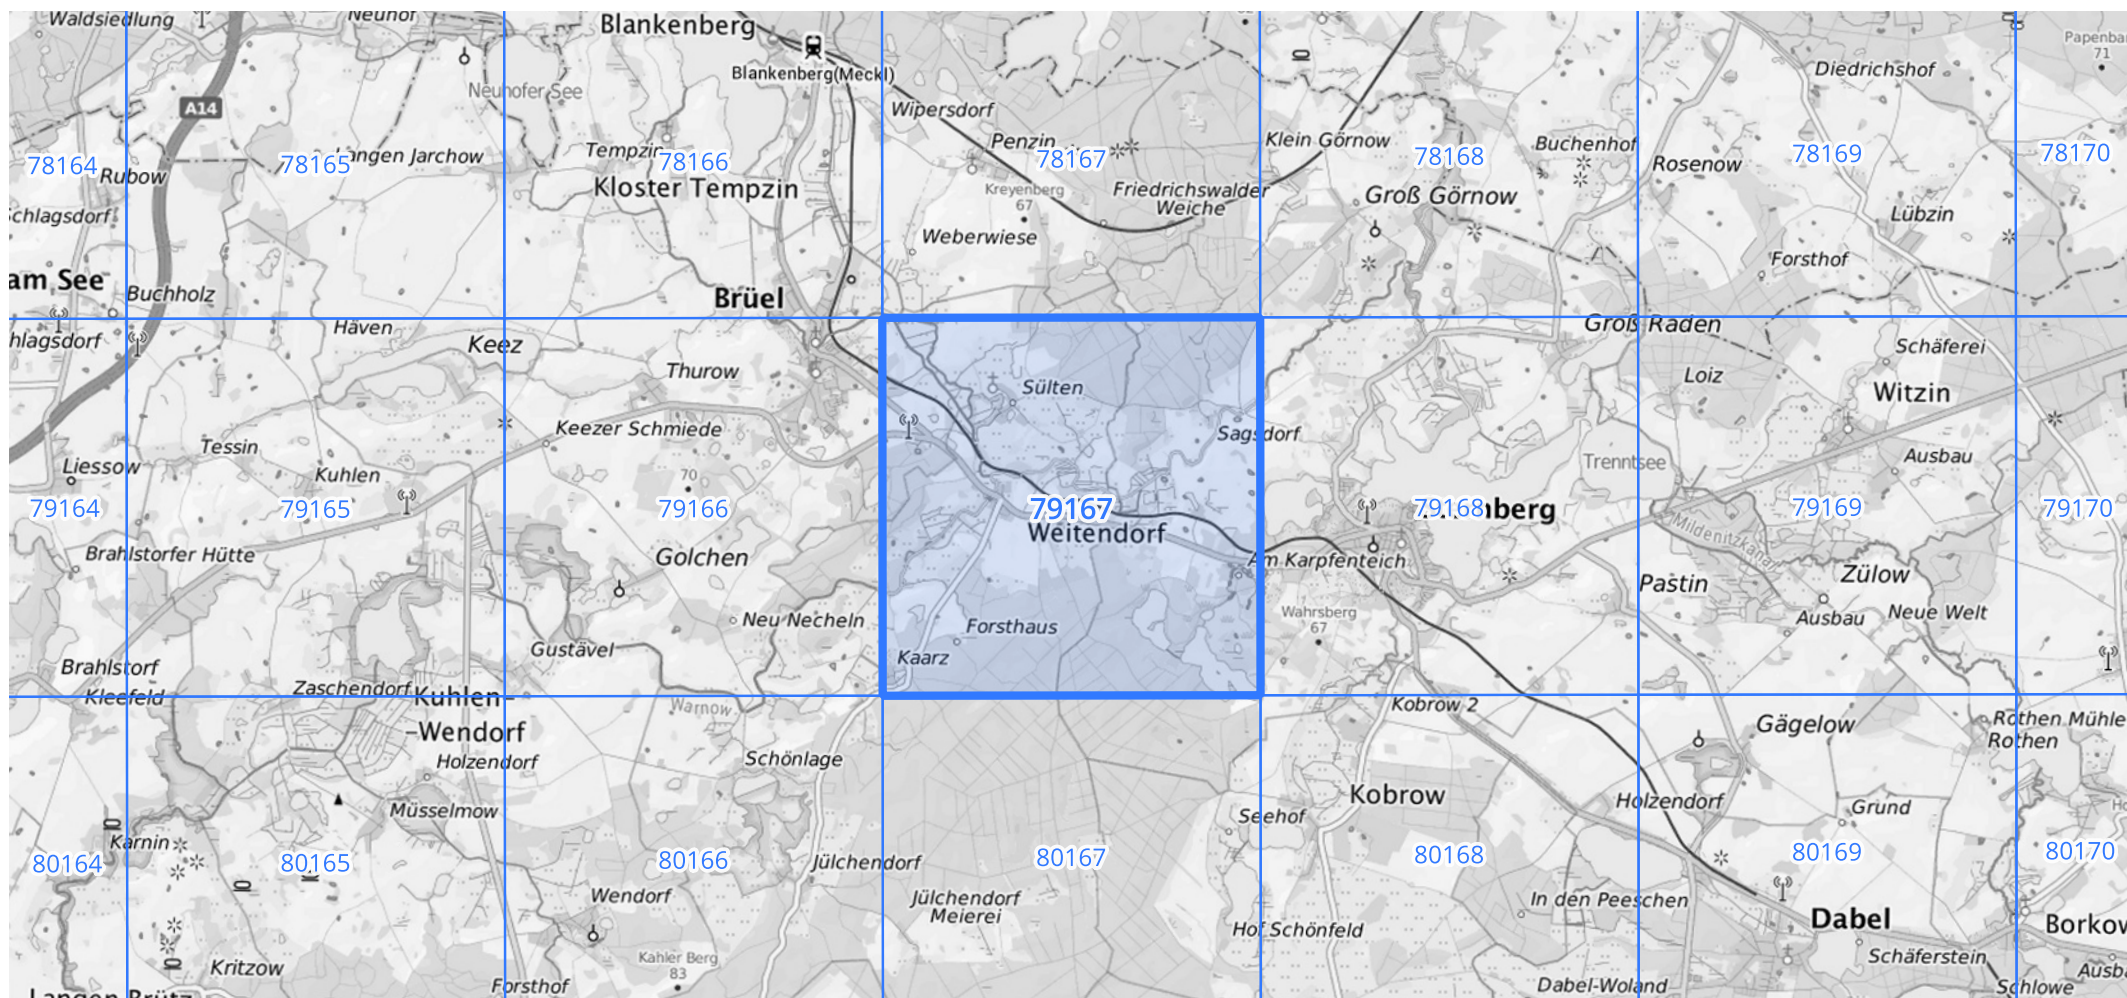 Waldsiedlung
Neuhof
Blankenberg
Blankenberg(Meckl)
Papenba
71
Diedrichshof
Neuhofer See
A14
Wipersdorf
Penzin
Klein Görnow
Buchenhof
78164
78165
Langen Jarchow
Tempzin
78166
78167
78168
Rosenow
78169
78170
Rubow
Kloster Tempzin
Kreyenberg
67
Friedrichswalder
Weiche
Groß Görnow
Schlagsdorf
Lübzin
Weberwiese
Forsthof
am See
Buchholz
Brüel
Häven
Keez
Groß Raden
hlagsdorf
Schäferei
Thurow
Sülten
Loiz
Witzin
Keezer Schmiede
Sagsdorf
Tessin
Liessow
Kuhlen
70
Trenntsee
Ausbau
79164
79165
79166
79167
79168
nberg
79169
79170
Weitendorf
Mildenitzkanal
Brahlstorfer Hütte
Golchen
Am Karpfenteich
Pastin
Zülow
Wahrsberg
67
Ausbau
Neue Welt
Neu Necheln
Forsthaus
Gustävel
Kaarz
Brahlstorf
Kleefeld
Zaschendorf
Kuhlen-
-Wendorf
Warnow
Kobrow 2
Gägelow
Rothen Mühle
Rothen
Holzendorf
Schönlage
Müsselmow
Kobrow
Holzendorf
Grund
Seehof
Karnin
80164
80165
80166
Jülchendorf
80167
80168
80169
80170
Wendorf
Jülchendorf
Meierei
In den Peeschen
Hof Schönfeld
Dabel
Borkow
Kahler Berg
83
Kritzow
Schäferstein
Ausb
Forsthof
Dabel-Woland
Schlowe
Langen Brütz